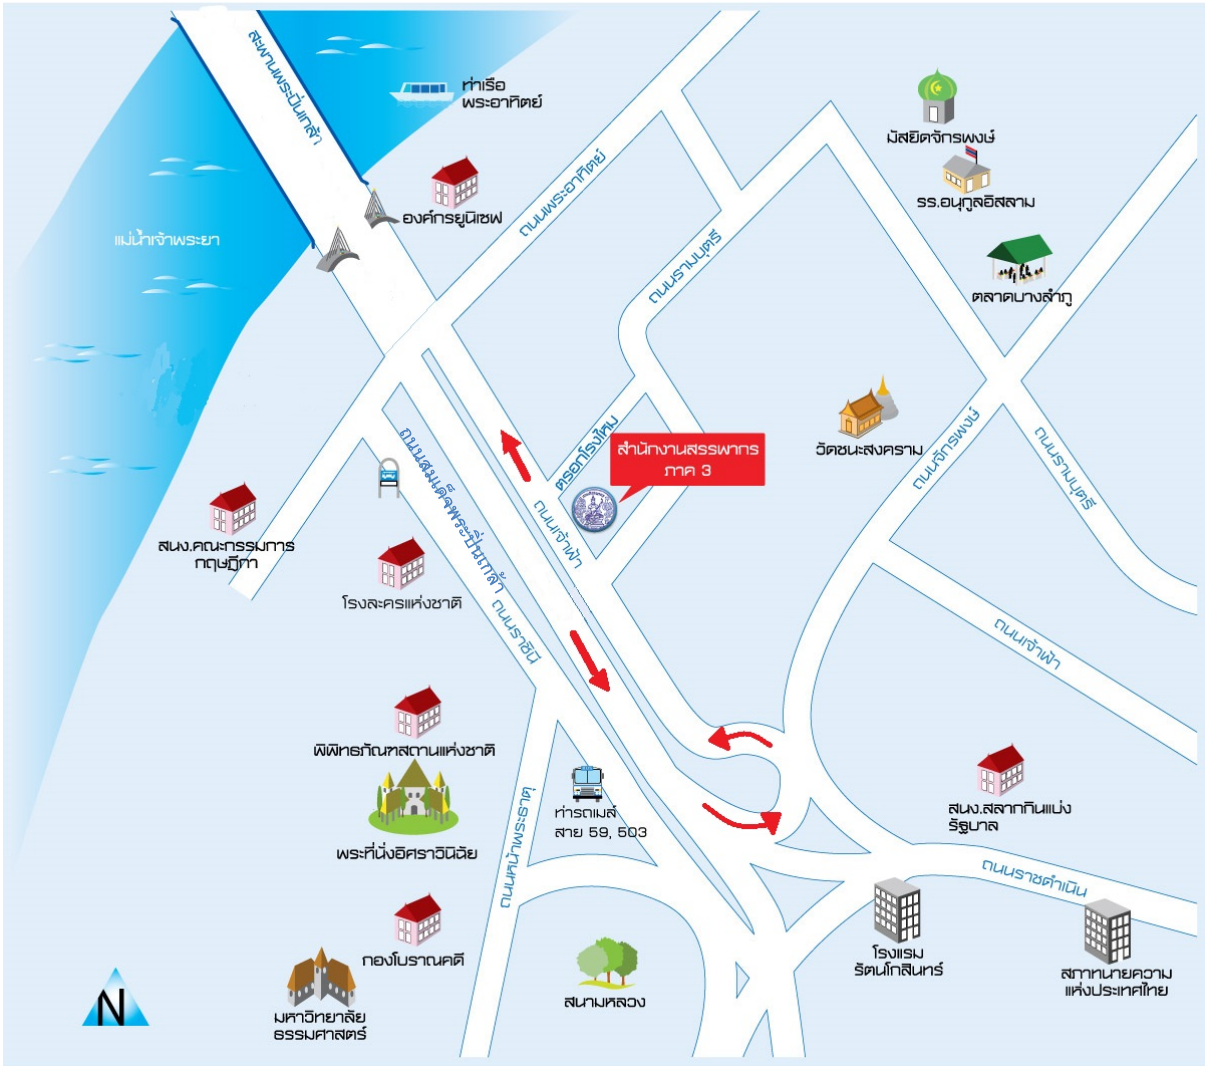 สะพานพระปิ่นเกล้า
ท่าเรือ
พระอาทิตย์
มัสยิดจักรพงษ์
รร.อนุกูลอิสลาม
องค์กรยูนิเซฟ
ถนนพระอาทิตย์
แม่น้ำเจ้าพระยา
ถนนรามบุตรี
ตลาดบางลำภู
ตรอกโรงไหม
สำนักงานสรรพากร
ภาค 3
วัดชนะสงคราม
ถนนจักรพงษ์
ถนนรามบุตรี
ถนนสมเด็จพระปิ่นเกล้า
ถนนเจ้าฟ้า
สนง.คณะกรรมการ
กฤษฎีกา
โรงละครแห่งชาติ
ถนนราชินี
ถนนเจ้าฟ้า
พิพิทธภัณฑสถานแห่งชาติ
ท่ารถเมล์
สาย 59, 503
สนง.สลากกินแบ่ง
รัฐบาล
พระที่นั่งอิศราวินิฉัย
ถนนหน้าพระธาตุ
ถนนราชดำเนิน
กองโบราณคดี
โรงแรม
รัตนโกสินทร์
สภาทนายความ
แห่งประเทศไทย
สนามหลวง
N
มหาวิทยาลัย
ธรรมศาสตร์